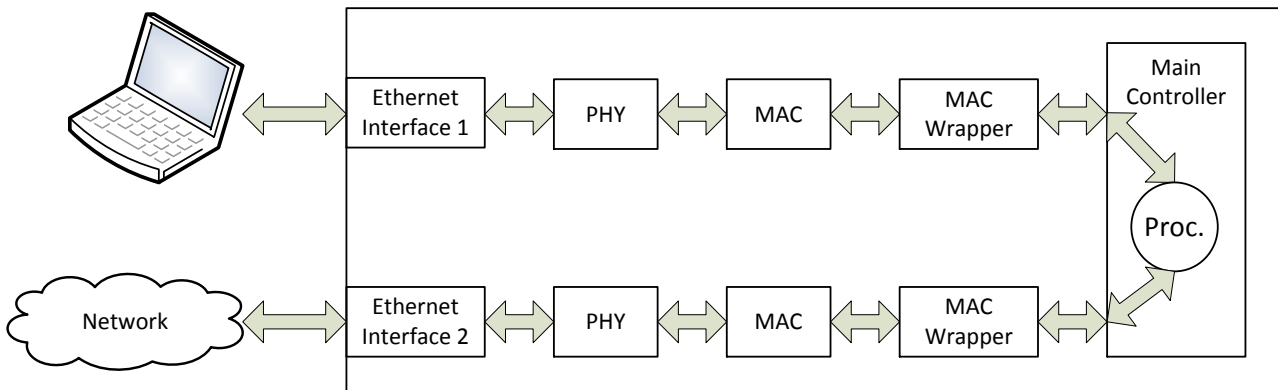 Ethernet
Interface 1
PHY
MAC
MAC
Wrapper
Main
Controller
Proc.
Network
Ethernet
Interface 2
PHY
MAC
MAC
Wrapper